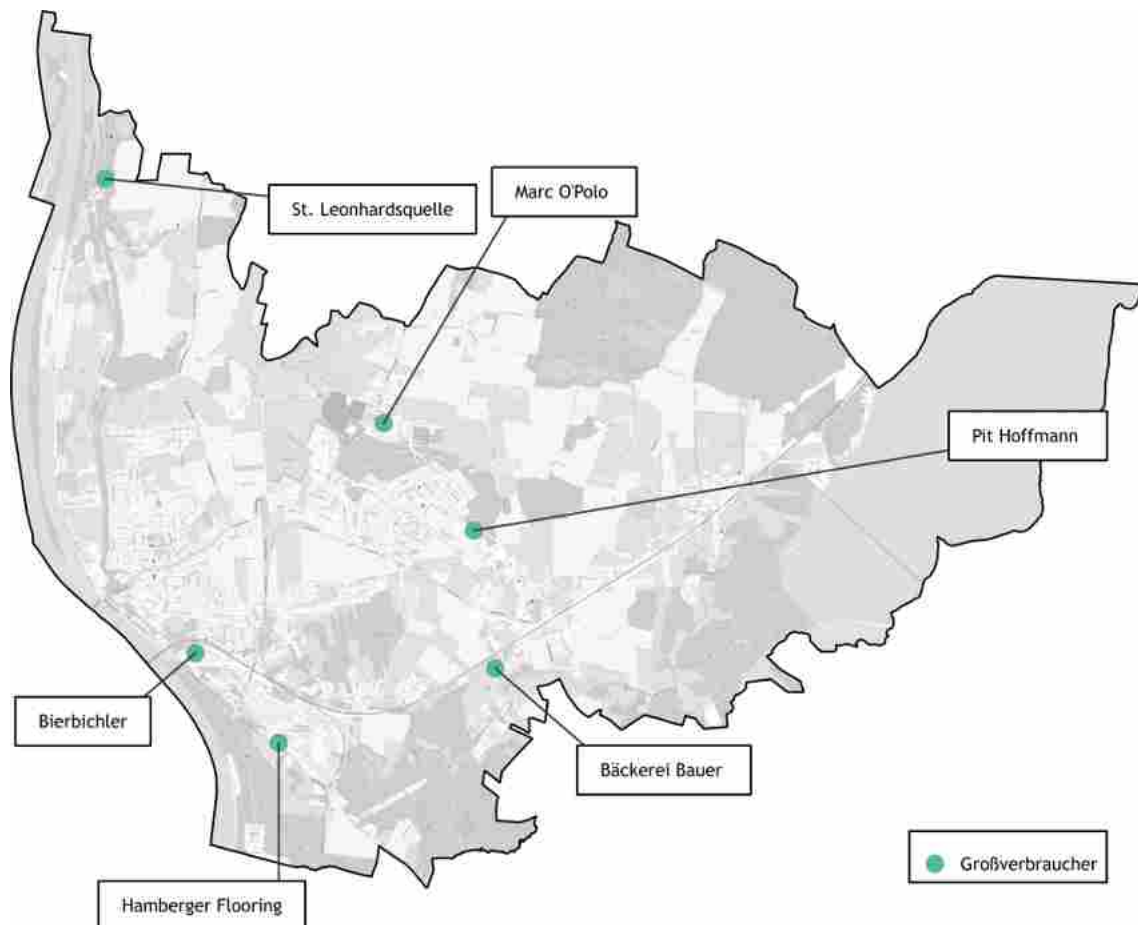 Marc O'Polo
St. Leonhardsquelle
Pit Hoffmann
Bierbichler
Bäckerei Bauer
Großverbraucher
Hamberger Flooring